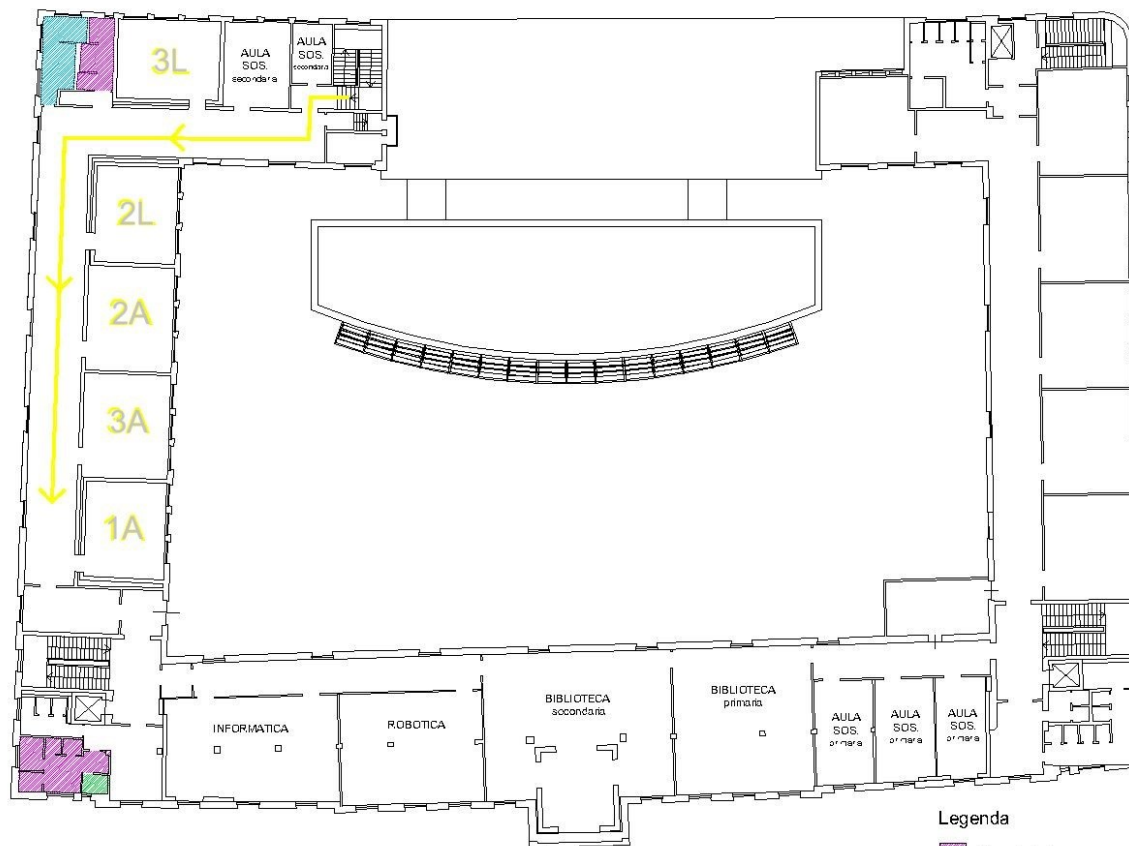 3L
AULA
SOS.
secondaria
AULA
SOS.
secondaria
2L
2A
3A
1A
INFORMATICA
ROBOTICA
BIBLIOTECA
secondaria
BIBLIOTECA
primaria
AULA
SOS.
primaria
AULA
SOS.
primaria
AULA
SOS.
primaria
Legenda